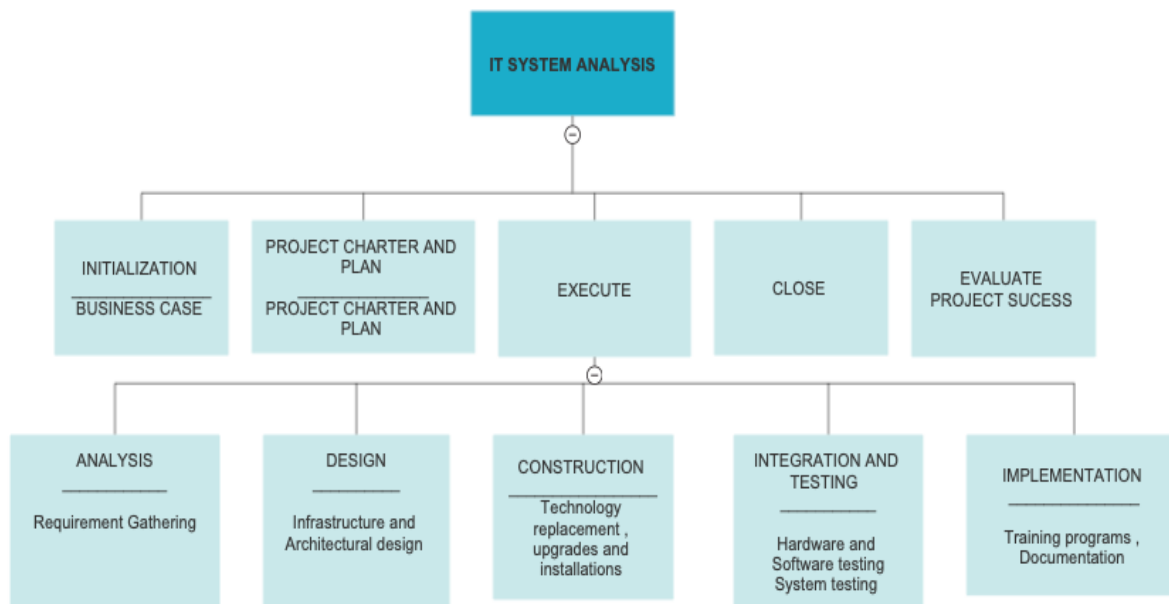 IT SYSTEM ANALYSIS
INITIALIZATION
BUSINESS CASE
PROJECT CHARTER AND
PLAN
PROJECT CHARTER AND
PLAN
EXECUTE
CLOSE
EVALUATE
PROJECT SUCESS
ANALYSIS
Requirement Gathering
DESIGN
Infrastructure and
Architectural design
CONSTRUCTION
Technology
replacement ,
upgrades and
installations
INTEGRATION AND
TESTING
Hardware and
Software testing
System testing
IMPLEMENTATION
Training programs ,
Documentation